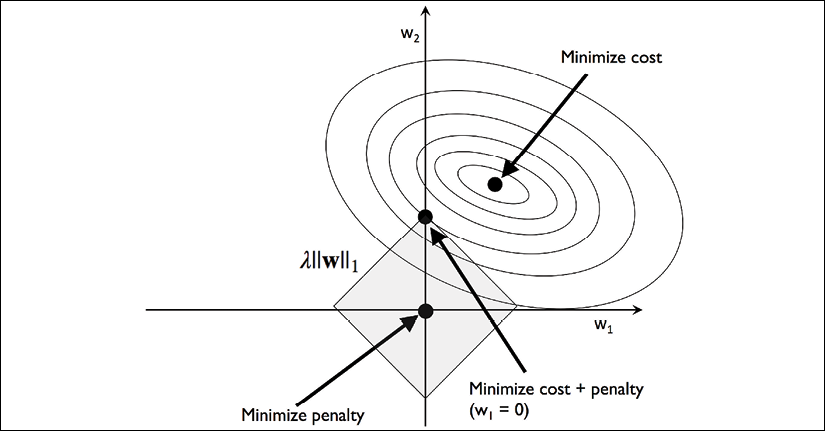 w₂
Minimize cost
λ||w||₁
w₁
Minimize penalty
Minimize cost + penalty
(w₁ = 0)